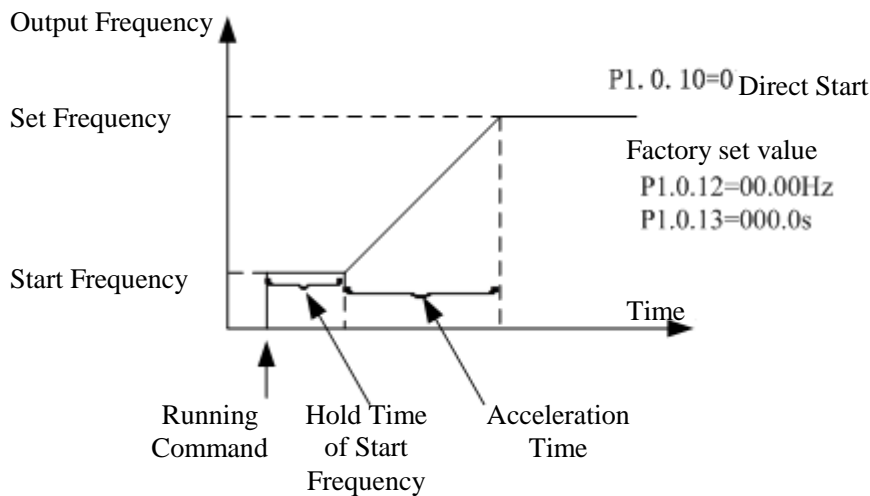 Output Frequency
P1. 0. 10=0 Direct Start
Set Frequency
Factory set value
P1.0.12=00.00Hz
P1.0.13=000.0s
Start Frequency
Time
Running
Command
Hold Time
of Start
Frequency
Acceleration
Time